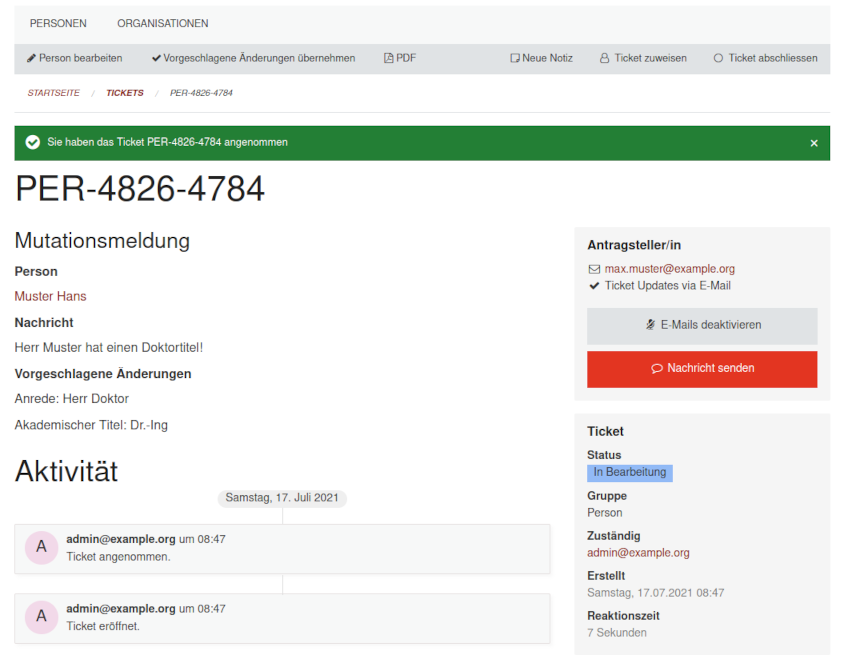 PERSONEN ORGANISATIONEN
Person bearbeiten Vorgeschlagene Änderungen übernehmen PDF Neue Notiz Ticket zuweisen Ticket abschliessen
STARTSEITE / TICKETS / PER-4826-4784
Sie haben das Ticket PER-4826-4784 angenommen ×
PER-4826-4784
Mutationsmeldung
Person
Muster Hans
Nachricht
Herr Muster hat einen Doktortitel!
Vorgeschlagene Änderungen
Anrede: Herr Doktor
Akademischer Titel: Dr.-Ing
Aktivität
Samstag, 17. Juli 2021
A
admin@example.org um 08:47
Ticket angenommen.
A
admin@example.org um 08:47
Ticket eröffnet.
Antragsteller/in
max.muster@example.org
Ticket Updates via E-Mail
E-Mails deaktivieren
Nachricht senden
Ticket
Status
In Bearbeitung
Gruppe
Person
Zuständig
admin@example.org
Erstellt
Samstag, 17.07.2021 08:47
Reaktionszeit
7 Sekunden